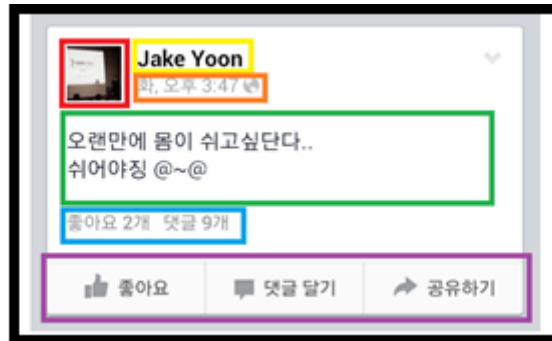 Jake Yoon
화, 오후 3:47
오랜만에 몸이 쉬고싶단다..
쉬어야징 @~@
좋아요 2개 댓글 9개
좋아요 댓글 달기 공유하기